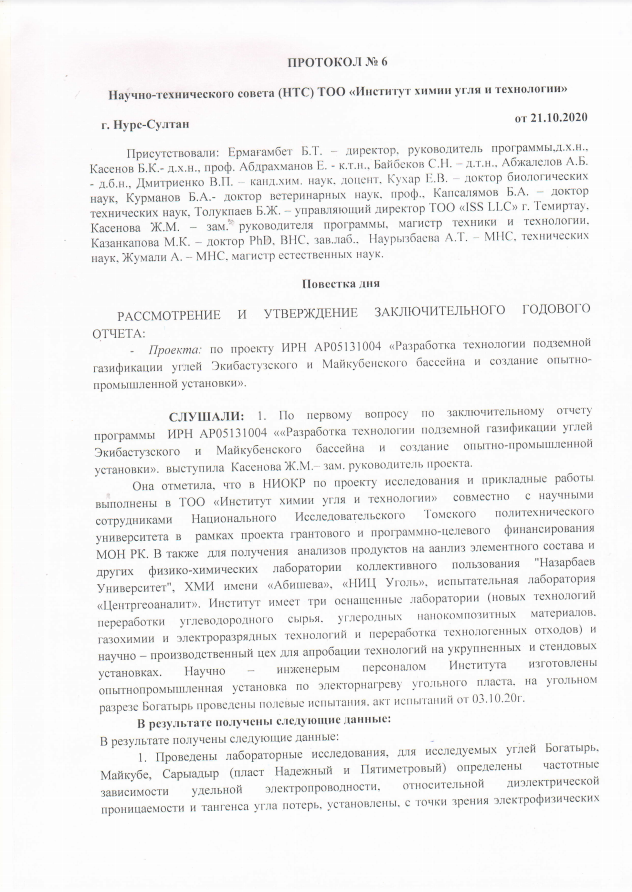 ПРОТОКОЛ № 6
Научно-технического совета (НТС) ТОО «Институт химии угля и технологии»
г. Нурс-Султан от 21.10.2020
Присутствовали: Ермагамбет Б.Т. – директор, руководитель программы,д.х.н.,
Касенов Б.К.- д.х.н., проф. Абдрахманов Е. - к.т.н., Байбеков С.Н. – д.т.н., Абжалелов А.Б.
- д.б.н., Дмитриенко В.П. – канд.хим. наук, доцент, Кухар Е.В. – доктор биологических
наук, Курманов Б.А.- доктор ветеринарных наук, проф., Капсалямов Б.А. – доктор
технических наук, Толукпаев Б.Ж. – управляющий директор ТОО «ISS LLC» г. Темиртау,
Касенова Ж.М. – зам. руководителя программы, магистр техники и технологии,
Казанкапова М.К. – доктор PhD, ВНС, зав.лаб., Наурызбаева А.Т. – МНС, технических
наук, Жумали А. – МНС, магистр естественных наук.
Повестка дня
РАССМОТРЕНИЕ И УТВЕРЖДЕНИЕ ЗАКЛЮЧИТЕЛЬНОГО ГОДОВОГО
ОТЧЕТА:
- Проекта: по проекту ИРН АР05131004 «Разработка технологии подземной
газификации углей Экибастузского и Майкубенского бассейна и создание опытно-
промышленной установки».
СЛУШАЛИ: 1. По первому вопросу по заключительному отчету
программы ИРН АР05131004 ««Разработка технологии подземной газификации углей
Экибастузского и Майкубенского бассейна и создание опытно-промышленной
установки». выступила Касенова Ж.М.– зам. руководитель проекта.
Она отметила, что в НИОКР по проекту исследования и прикладные работы
выполнены в ТОО «Институт химии угля и технологии» совместно с научными
сотрудниками Национального Исследовательского Томского политехнического
университета в рамках проекта грантового и программно-целевого финансирования
МОН РК. В также для получения анализов продуктов на аанлиз элементного состава и
других физико-химических лаборатории коллективного пользования "Назарбаев
Университет", ХМИ имени «Абишева», «НИЦ Уголь», испытательная лаборатория
«Центргеоаналит». Институт имеет три оснащенные лаборатории (новых технологий
переработки углеводородного сырья, углеродных нанокомпозитных материалов,
газохимии и электроразрядных технологий и переработка технологенных отходов) и
научно – производственный цех для апробации технологий на укрупненных и стендовых
установках. Научно – инженерым персоналом Института изготовлены
опытнопромышленная установка по электорнагреву угольного пласта, на угольном
разрезе Богатырь проведены полевые испытания, акт испытаний от 03.10.20г.
В результате получены следующие данные:
В результате получены следующие данные:
1. Проведены лабораторные исследования, для исследуемых углей Богатырь,
Майкубе, Сарыадыр (пласт Надежный и Пятиметровый) определены частотные
зависимости удельной электропроводности, относительной диэлектрической
проницаемости и тангенса угла потерь, установлены, с точки зрения электрофизических